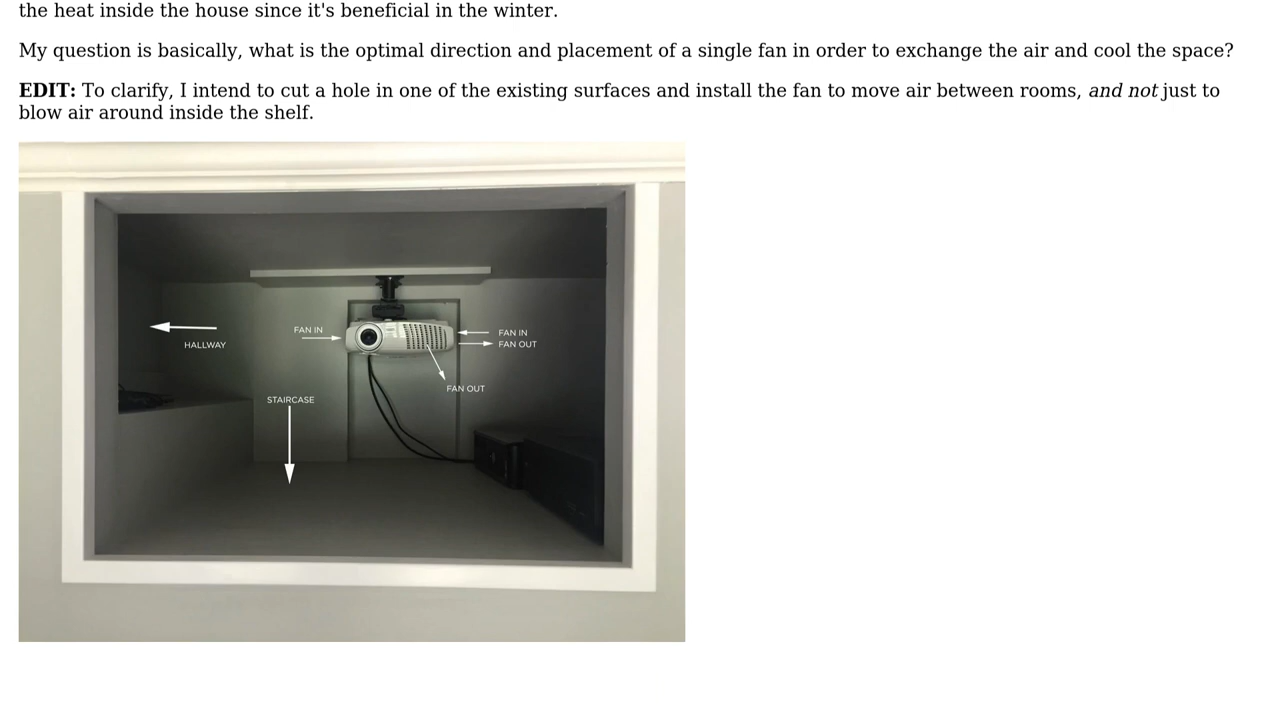 the heat inside the house since it's beneficial in the winter.
My question is basically, what is the optimal direction and placement of a single fan in order to exchange the air and cool the space?
EDIT: To clarify, I intend to cut a hole in one of the existing surfaces and install the fan to move air between rooms, and not just to
blow air around inside the shelf.
FAN IN
FAN IN
HALLWAY
FAN OUT
FAN OUT
STAIRCASE